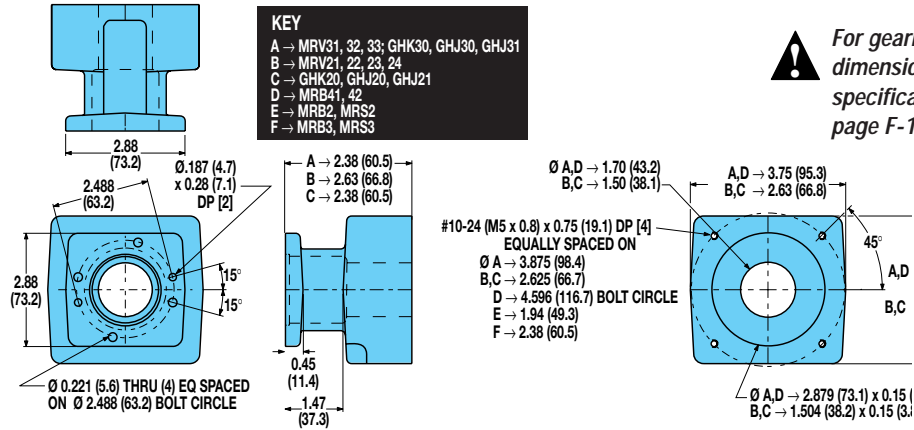 KEY
A → MRV31, 32, 33; GHK30, GHJ30, GHJ31
B → MRV21, 22, 23, 24
C → GHK20, GHJ20, GHJ21
D → MRB41, 42
E → MRB2, MRS2
F → MRB3, MRS3
For gearn
dimension
specifica
page F-1
2.88
(73.2)
Ø.187 (4.7)
x 0.28 (7.1)
DP [2]
2.488
(63.2)
2.88
(73.2)
15°
15°
Ø 0.221 (5.6) THRU (4) EQ SPACED
ON Ø 2.488 (63.2) BOLT CIRCLE
A → 2.38 (60.5)
B → 2.63 (66.8)
C → 2.38 (60.5)
0.45
(11.4)
1.47
(37.3)
Ø A,D → 1.70 (43.2)
B,C → 1.50 (38.1)
A,D → 3.75 (95.3)
B,C → 2.63 (66.8)
#10-24 (M5 x 0.8) x 0.75 (19.1) DP [4]
EQUALLY SPACED ON
Ø A → 3.875 (98.4)
B,C → 2.625 (66.7)
D → 4.596 (116.7) BOLT CIRCLE
E → 1.94 (49.3)
F → 2.38 (60.5)
45°
A,D
B,C
Ø A,D → 2.879 (73.1) x 0.15 (
B,C → 1.504 (38.2) x 0.15 (3.8